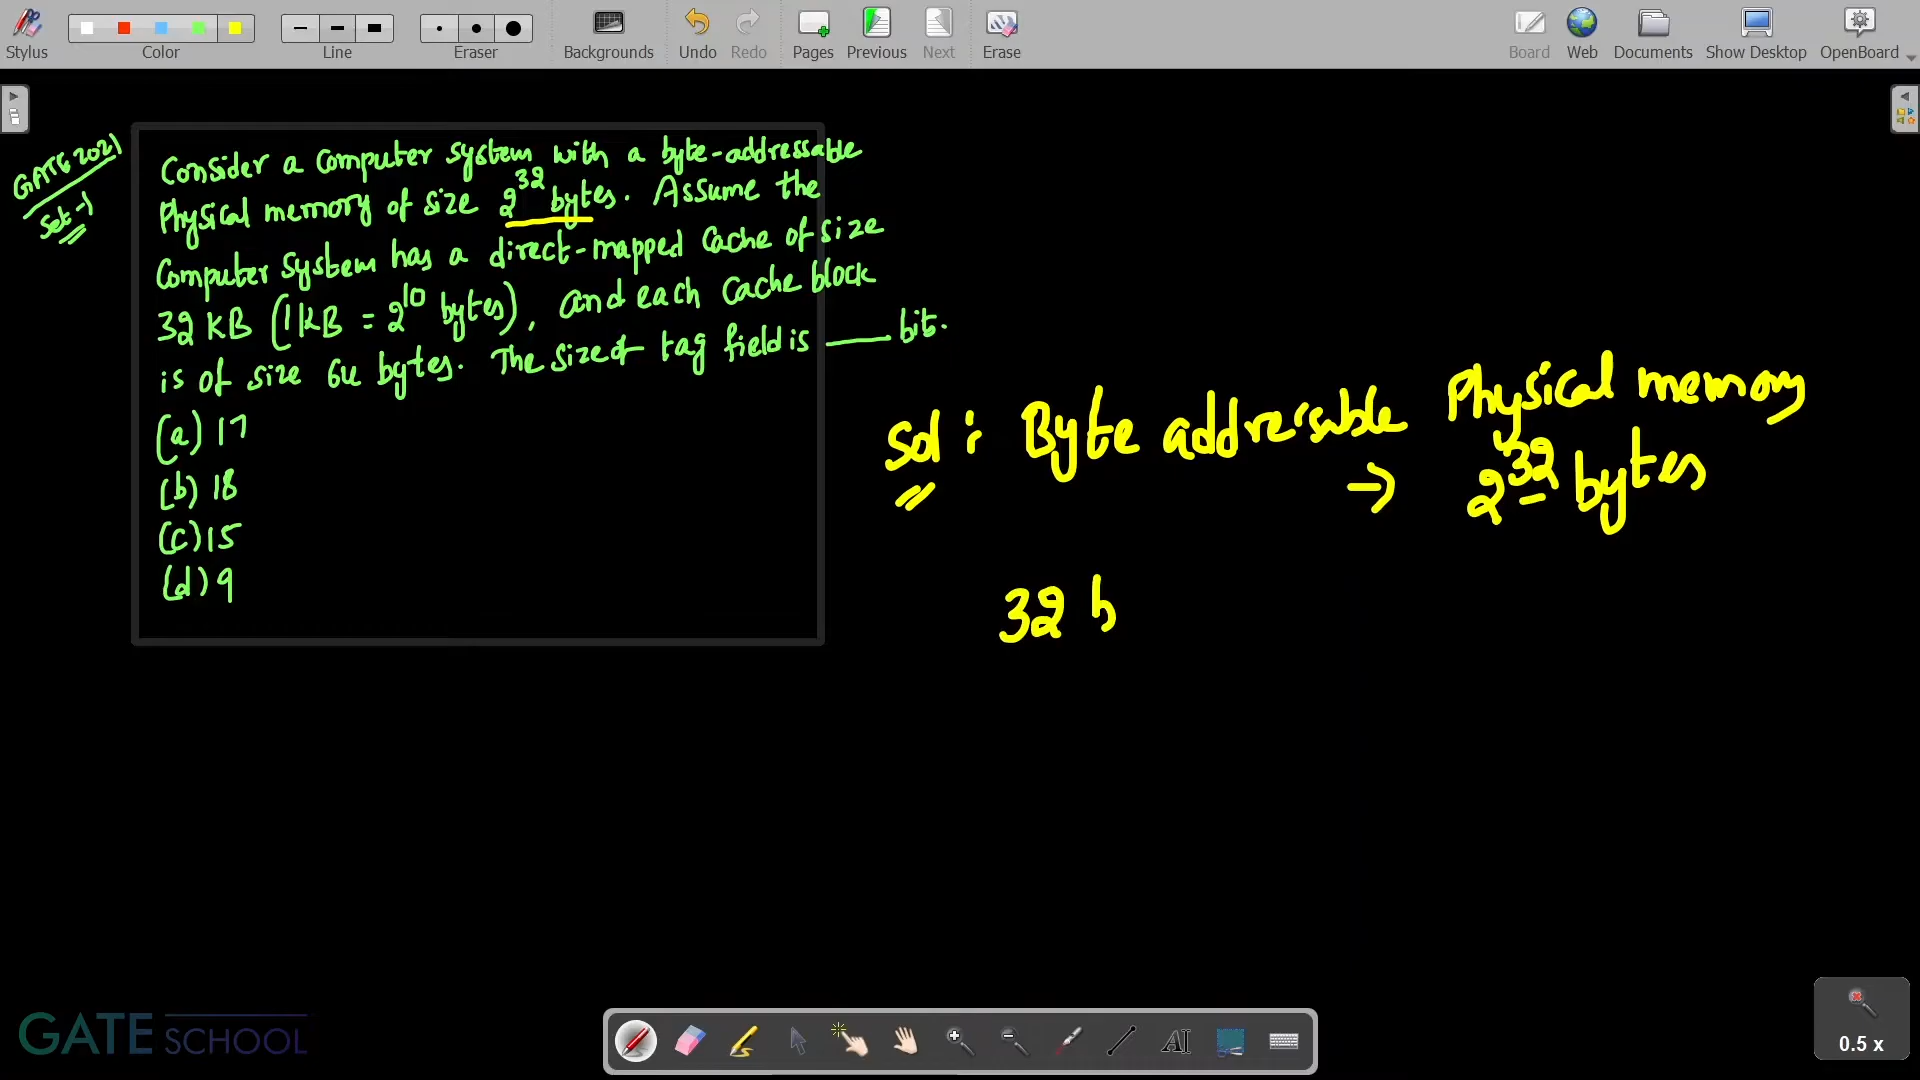 Stylus
Color
Line
Eraser
Backgrounds
Undo
Redo
Pages
Previous
Next
Erase
Board
Web
Documents
Show Desktop
OpenBoard
GATE 2021
Set-1
Consider a computer system with a byte-addressable
Physical memory of size 2^32 bytes. Assume the
Computer System has a direct-mapped Cache of size
32 KB (1KB = 2^10 bytes), and each Cache block
is of size 64 bytes. The size of tag field is ____ bit.
(a) 17
(b) 18
(c) 15
(d) 9
Sol : Byte addressable Physical memory
→ 2^32 bytes
32 b
GATE SCHOOL
AI
0.5 x